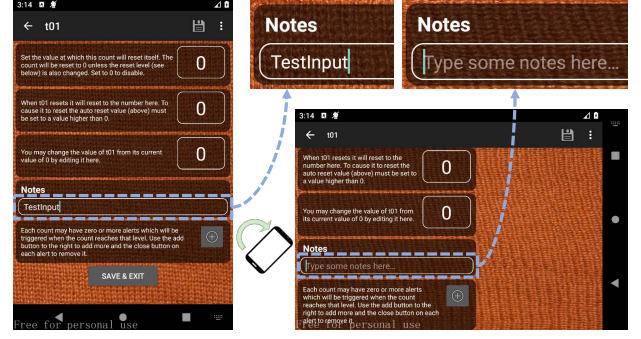 3:14
← t01
Set the value at which this count will reset itself. The
count will be reset to 0 unless the reset level (see
below) is also changed. Set to 0 to disable.
0
When t01 resets it will reset to the number here. To
cause it to reset the auto reset value (above) must
be set to a value higher than 0.
0
You may change the value of t01 from its current
value of 0 by editing it here.
0
Notes
TestInput
Each count may have zero or more alerts which will be
triggered when the count reaches that level. Use the add
button to the right to add more and the close button on
each alert to remove it.
SAVE & EXIT
Free for personal use
Notes
TestInput
Notes
Type some notes here...
3:14
← t01
When t01 resets it will reset to the
number here. To cause it to reset the
auto reset value (above) must be set to
a value higher than 0.
0
You may change the value of t01 from
its current value of 0 by editing it here.
0
Notes
Type some notes here...
Each count may have zero or more alerts
which will be triggered when the count
reaches that level. Use the add button to the
right to add more and the close button on each
alert to remove it.
Free for personal use